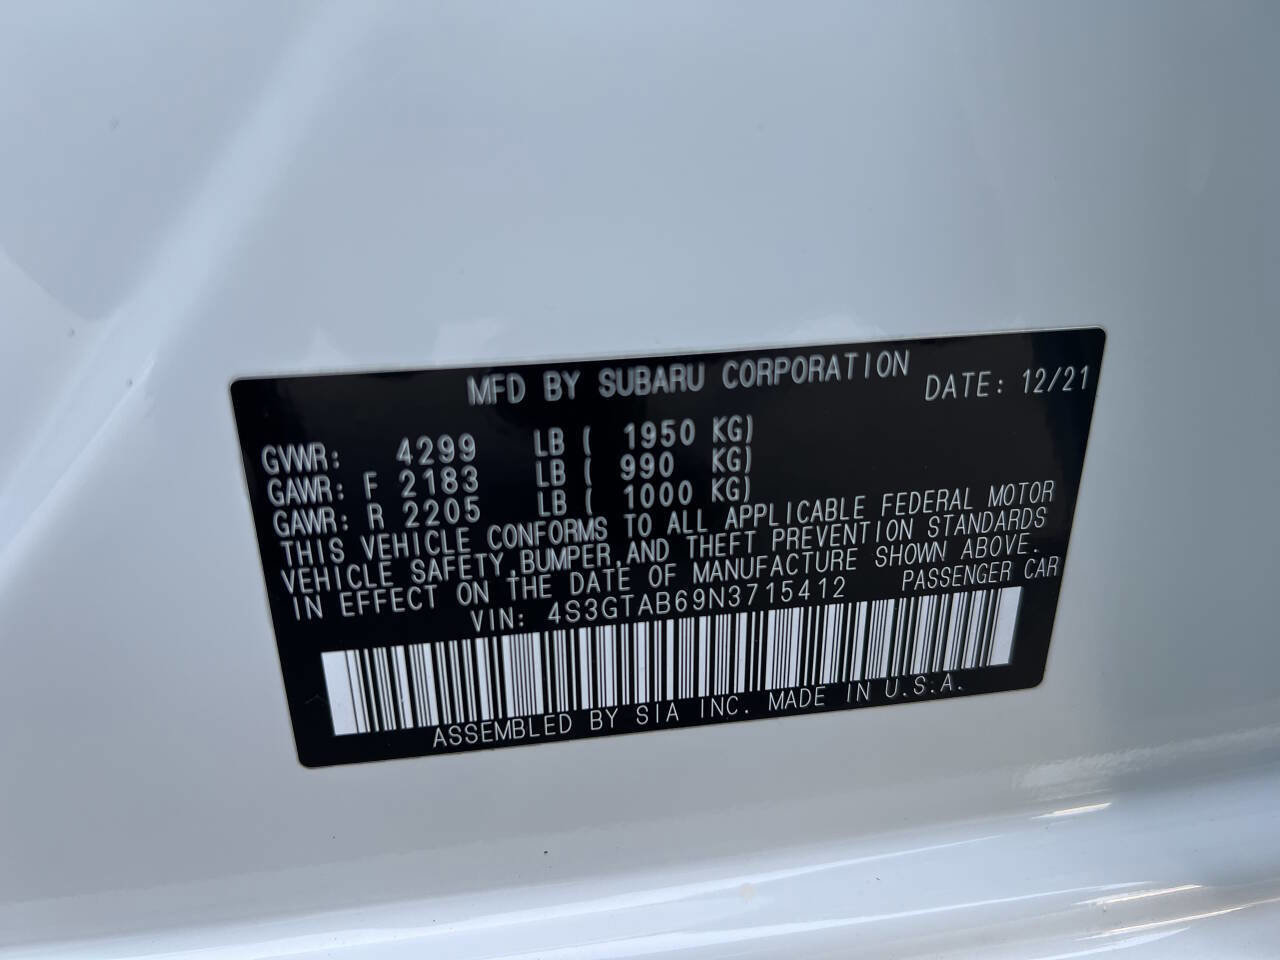 MFD BY SUBARU CORPORATION DATE: 12/21
GVWR: 4299 LB ( 1950 KG)
GAWR: F 2183 LB ( 990 KG)
GAWR: R 2205 LB ( 1000 KG)
THIS VEHICLE CONFORMS TO ALL APPLICABLE FEDERAL MOTOR
VEHICLE SAFETY,BUMPER,AND THEFT PREVENTION STANDARDS
IN EFFECT ON THE DATE OF MANUFACTURE SHOWN ABOVE.
VIN: 4S3GTAB69N3715412 PASSENGER CAR
ASSEMBLED BY SIA INC. MADE IN U.S.A.